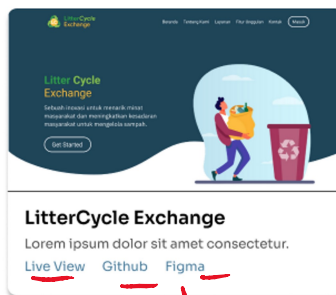 LitterCycle
Exchange
Beranda Tentang Kami Layanan Fitur Unggulan Kontak Masuk
Litter Cycle
Exchange
Sebuah inovasi untuk menarik minat
masyarakat dan meningkatkan kesadaran
masyarakat untuk mengelola sampah.
Get Started
LitterCycle Exchange
Lorem ipsum dolor sit amet consectetur.
Live View Github Figma